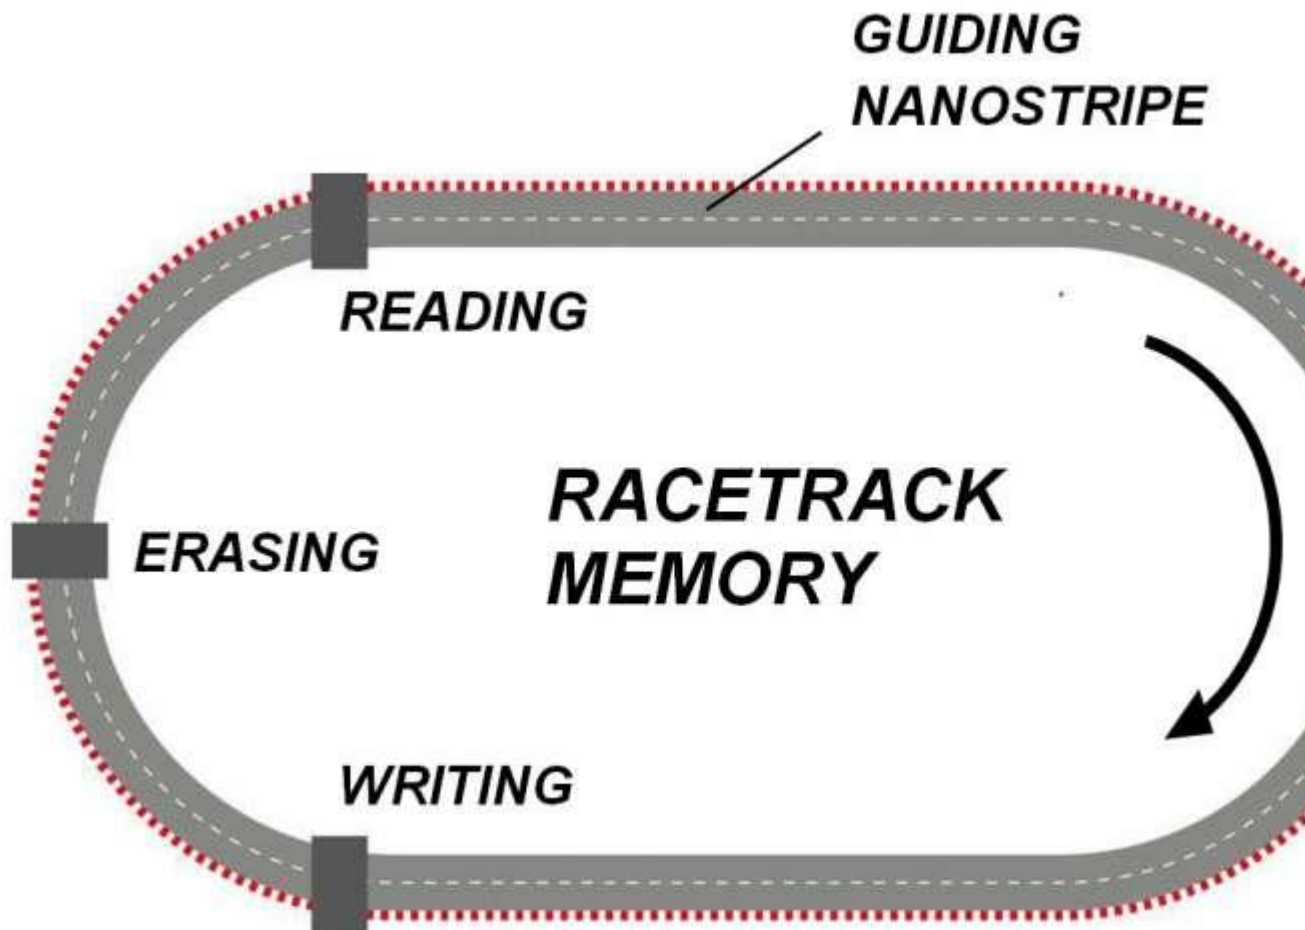 GUIDING
NANOSTRIPE
READING
RACETRACK
MEMORY
ERASING
WRITING